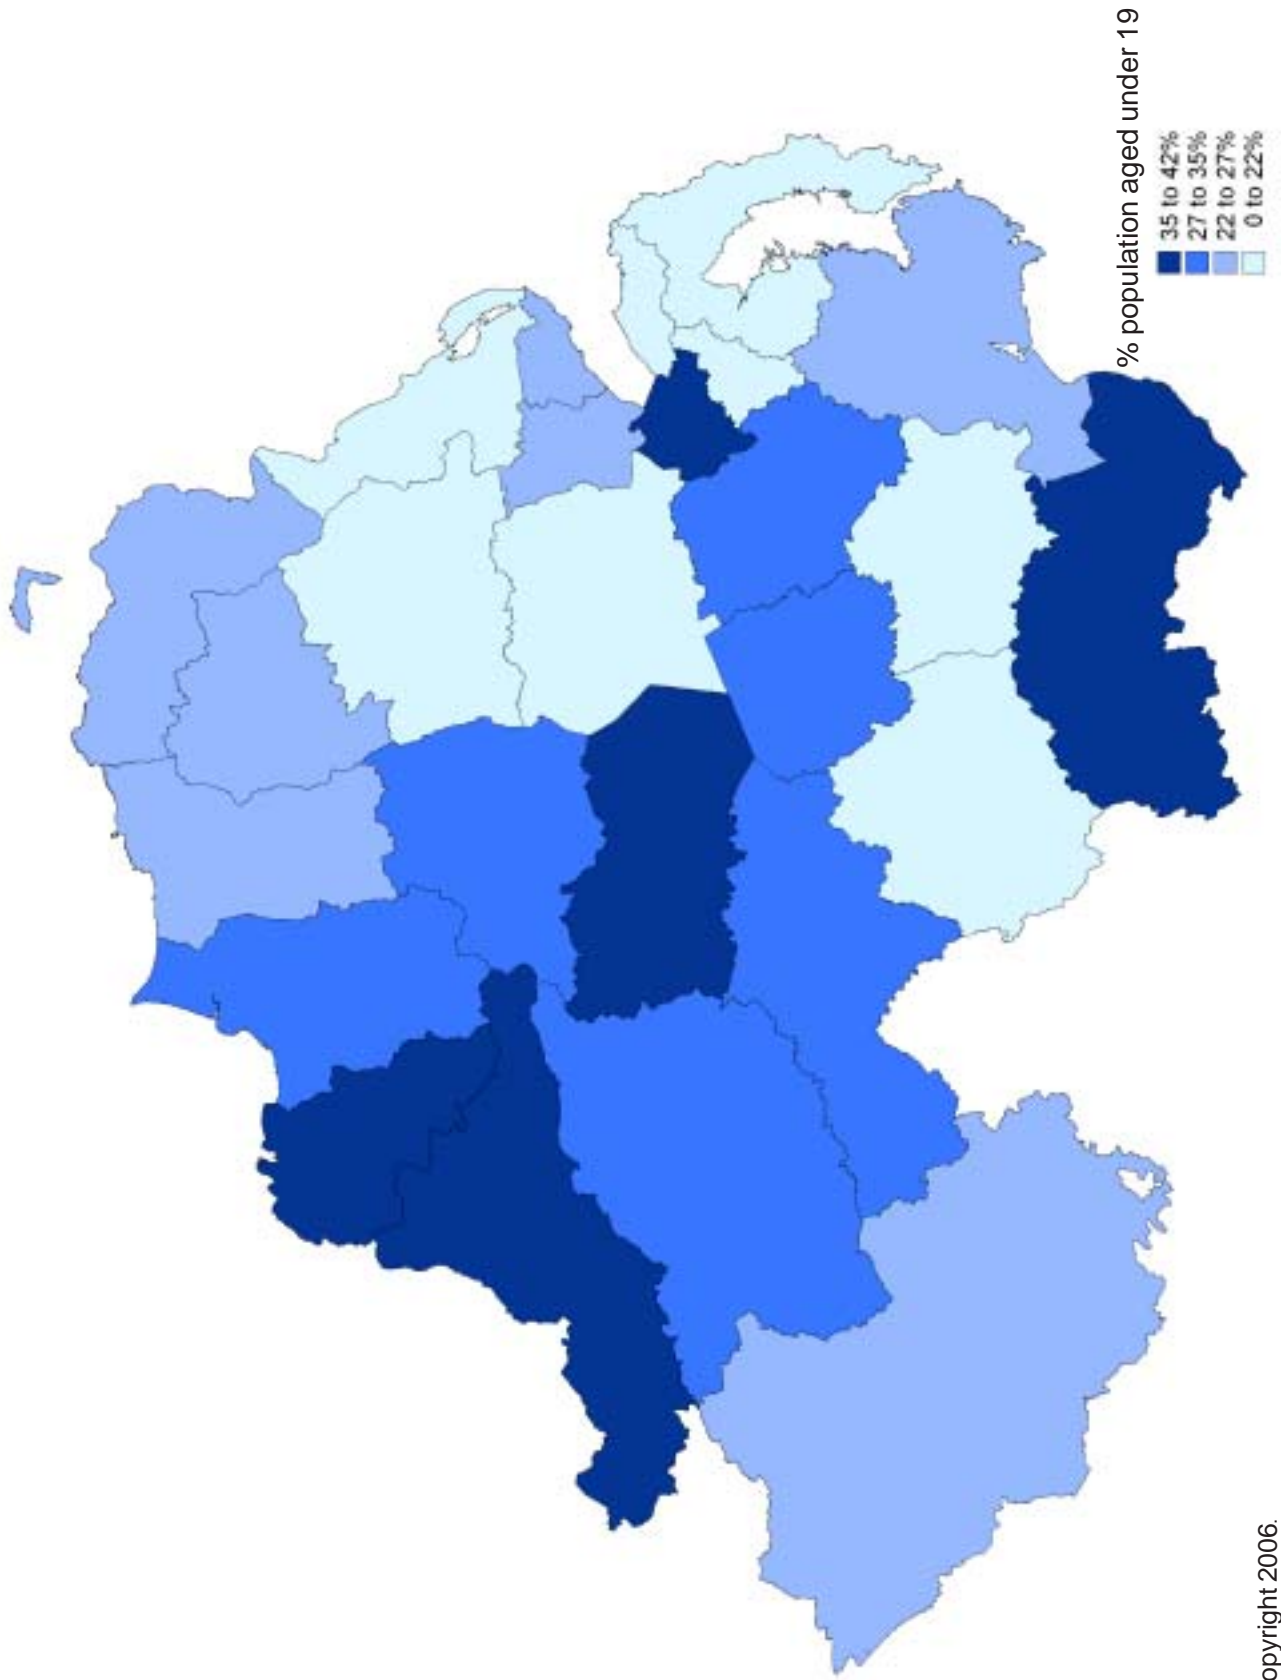 % population aged under 19
35 to 42%
27 to 35%
22 to 27%
0 to 22%
opyright 2006.